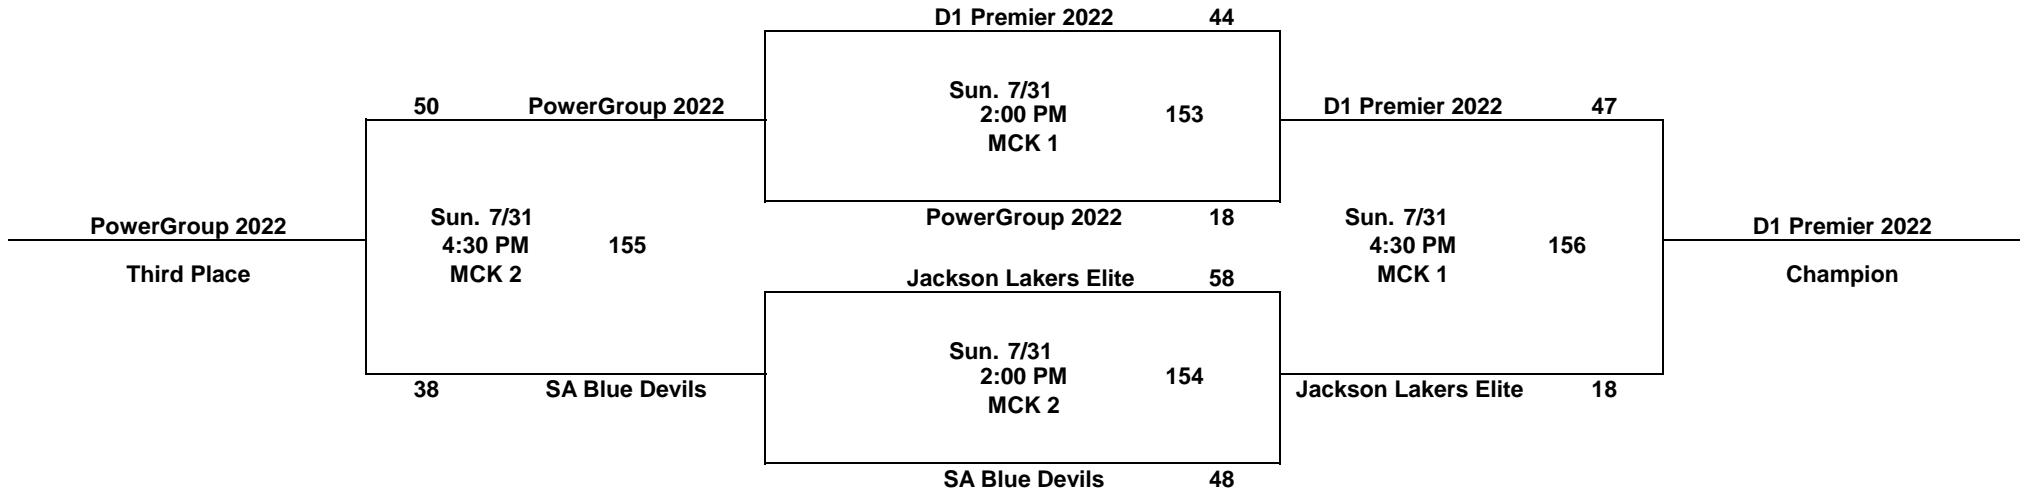 D1 Premier 2022 44
Sun. 7/31
50 PowerGroup 2022
2:00 PM 153
D1 Premier 2022 47
MCK 1
PowerGroup 2022
Sun. 7/31
PowerGroup 2022 18
Sun. 7/31
D1 Premier 2022
4:30 PM 155
4:30 PM 156
Third Place
MCK 2
Jackson Lakers Elite 58
MCK 1
Champion
Sun. 7/31
2:00 PM 154
38 SA Blue Devils
MCK 2
Jackson Lakers Elite 18
SA Blue Devils 48